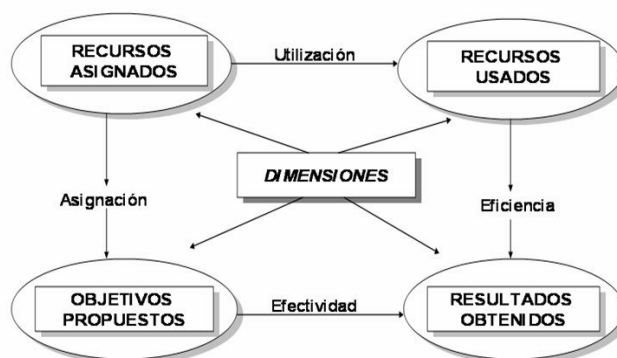 RECURSOS
ASIGNADOS
Utilización
RECURSOS
USADOS
DIMENSIONES
Asignación
Eficiencia
OBJETIVOS
PROPUESTOS
Efectividad
RESULTADOS
OBTENIDOS